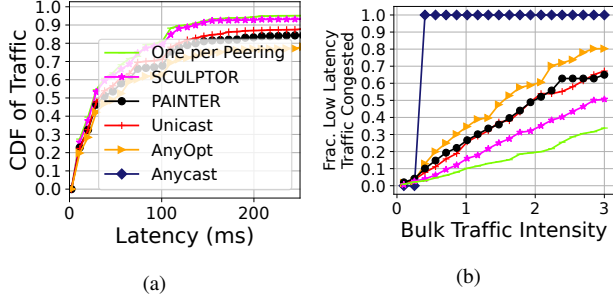 1.0
0.9
0.8
0.7
0.6
0.5
0.4
0.3
0.2
0.1
0.0
CDF of Traffic
One per Peering
SCULPTOR
PAINTER
Unicast
AnyOpt
Anycast
0 100 200
Latency (ms)
(a)
1.0
0.9
0.8
0.7
0.6
0.5
0.4
0.3
0.2
0.1
0.0
Frac. Low Latency
Traffic Congested
0 1 2 3
Bulk Traffic Intensity
(b)